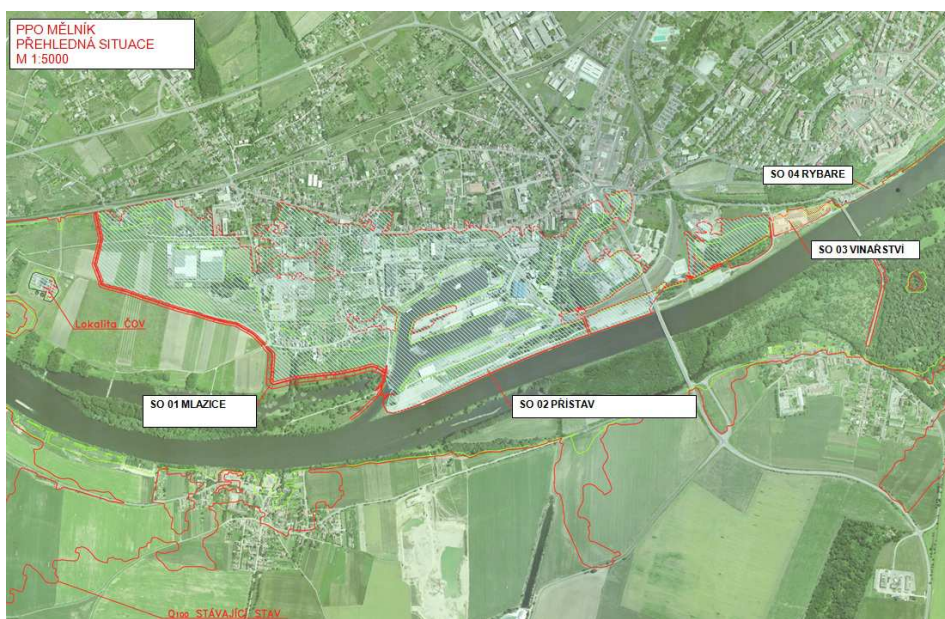 PPO MĚLNÍK
PŘEHLEDNÁ SITUACE
M 1:5000
SO 04 RYBARE
SO 03 VINAŘSTVÍ
Lokalita ČOV
SO 01 MLAZICE
SO 02 PŘÍSTAV
Q100 STÁVAJÍCÍ STAV